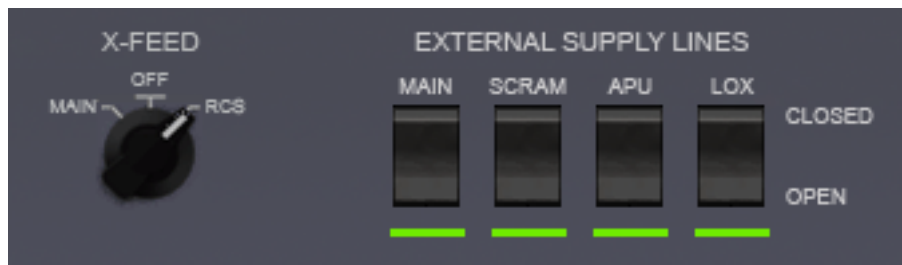 X-FEED
OFF
MAIN
RCS
EXTERNAL SUPPLY LINES
MAIN SCRAM APU LOX
CLOSED
OPEN